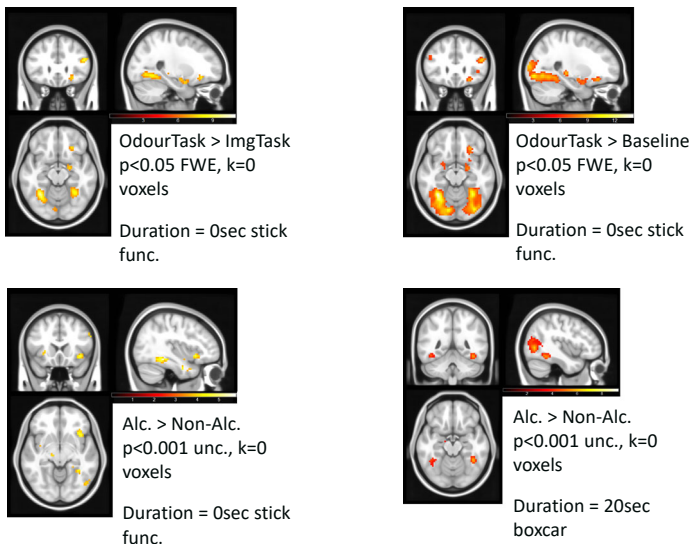 OdourTask > ImgTask
p<0.05 FWE, k=0
voxels
Duration = 0sec stick
func.
OdourTask > Baseline
p<0.05 FWE, k=0
voxels
Duration = 0sec stick
func.
Alc. > Non-Alc.
p<0.001 unc., k=0
voxels
Duration = 0sec stick
func.
Alc. > Non-Alc.
p<0.001 unc., k=0
voxels
Duration = 20sec
boxcar